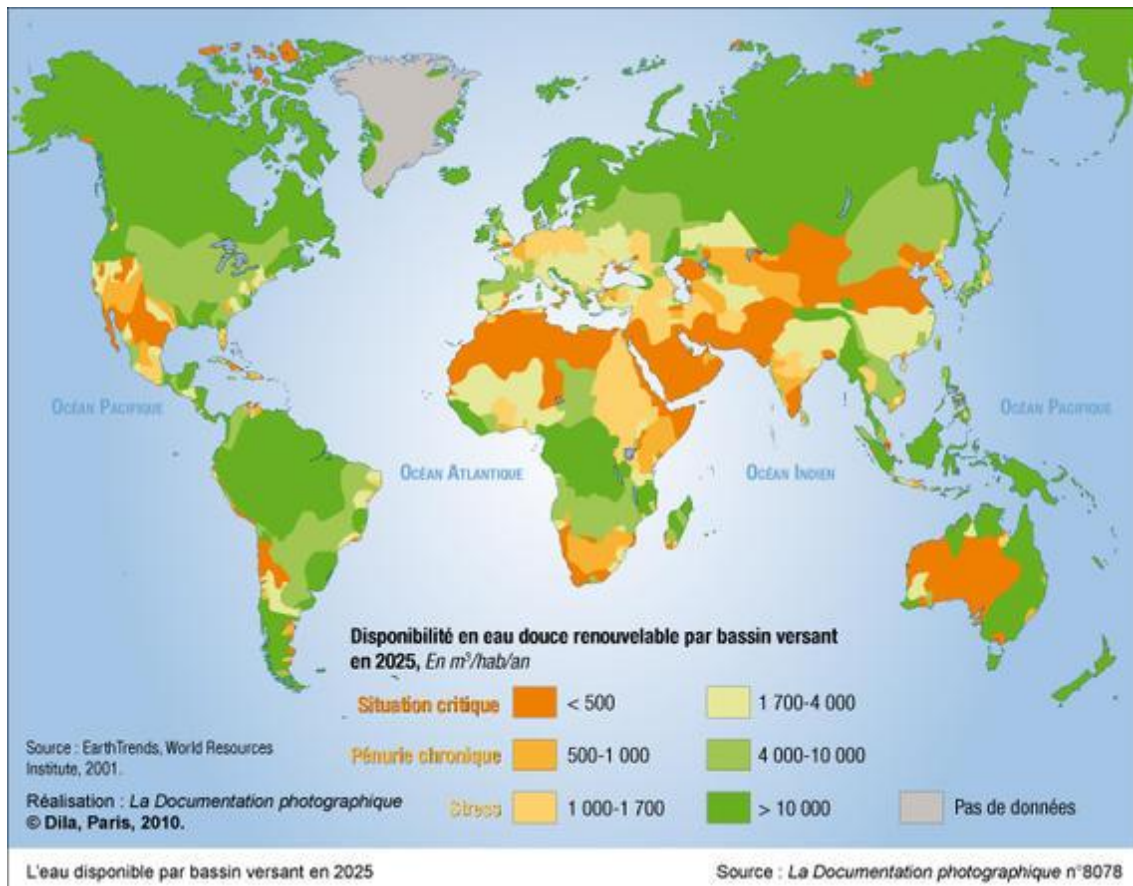 OCÉAN PACIFIQUE
OCÉAN ATLANTIQUE
OCÉAN INDIEN
OCÉAN PACIFIQUE
Disponibilité en eau douce renouvelable par bassin versant
en 2025, En m³/hab/an
Situation critique < 500 1 700-4 000
Pénurie chronique 500-1 000 4 000-10 000
Stress 1 000-1 700 > 10 000 Pas de données
Source : EarthTrends, World Resources
Institute, 2001.
Réalisation : La Documentation photographique
© Dila, Paris, 2010.
L'eau disponible par bassin versant en 2025 Source : La Documentation photographique n°8078